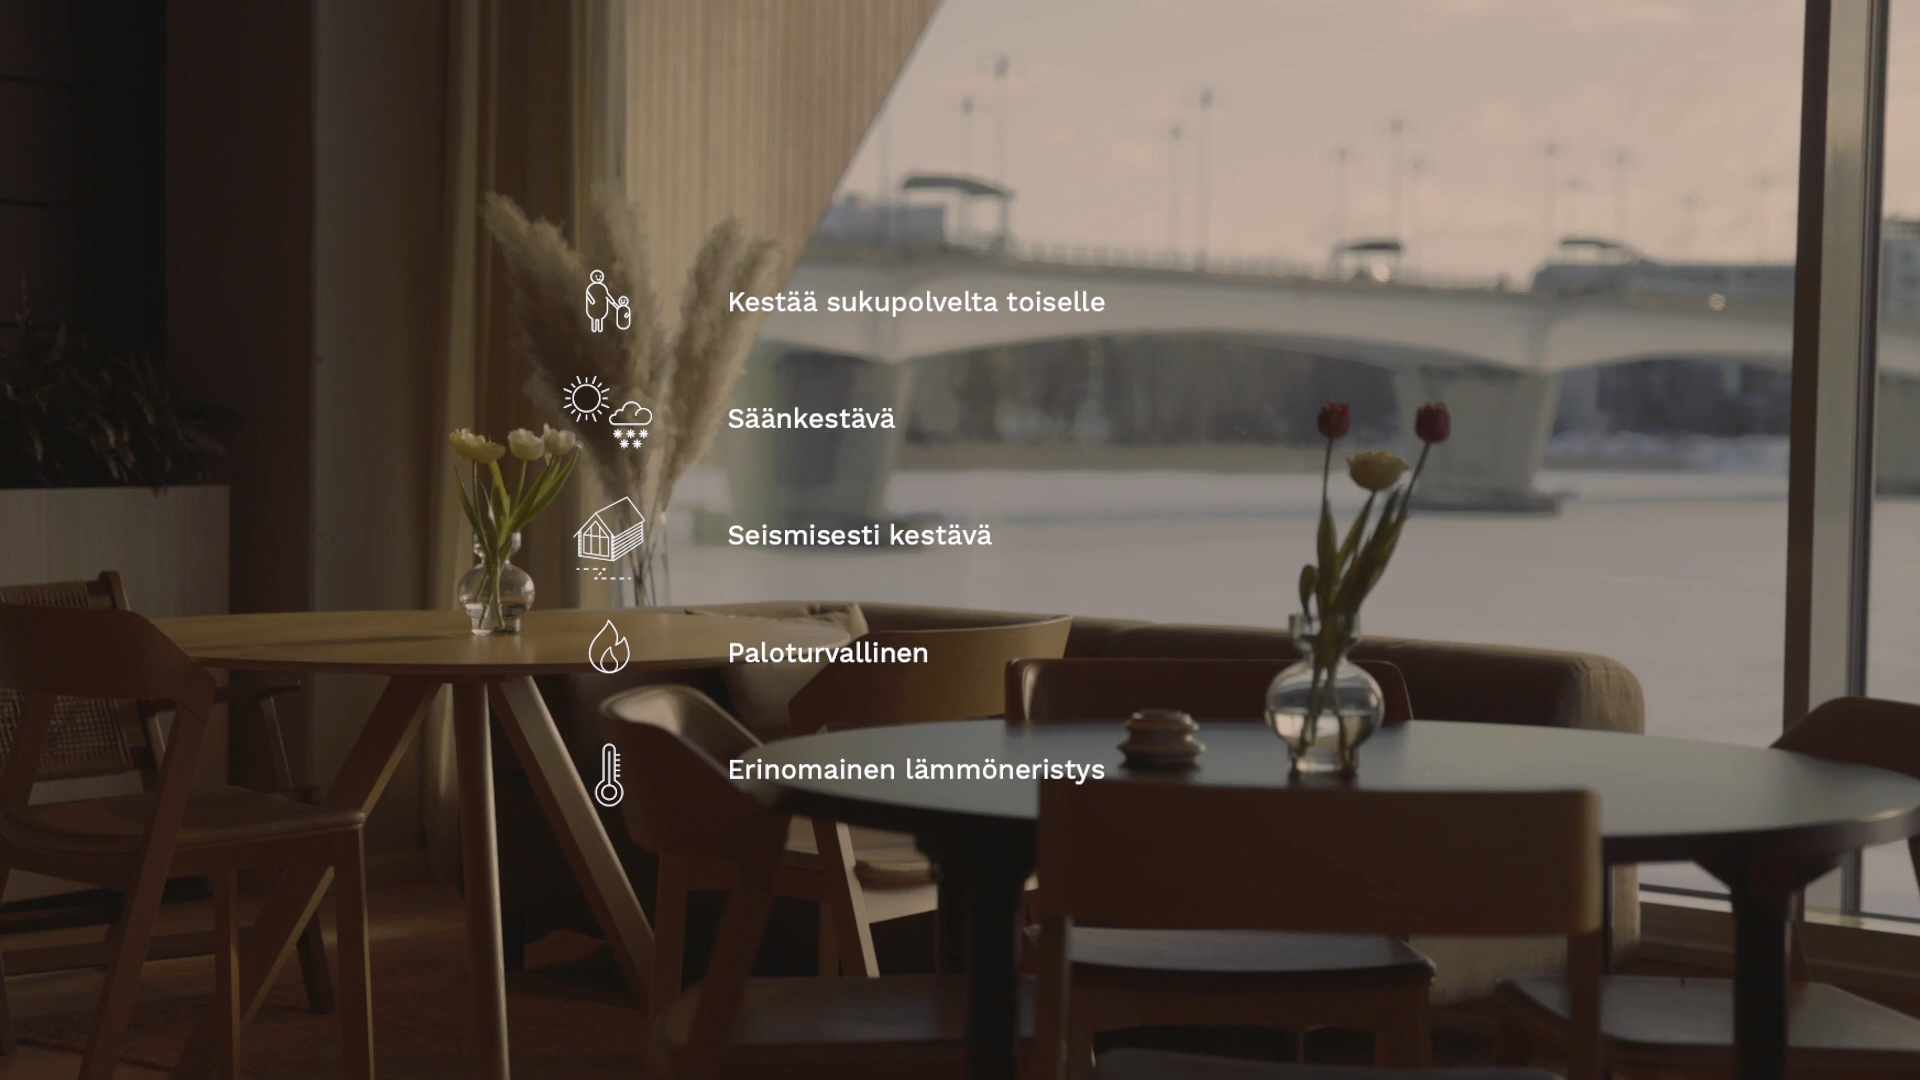 Kestää sukupolvelta toiselle
Säänkestävä
Seismisesti kestävä
Paloturvallinen
Erinomainen lämmöneristys